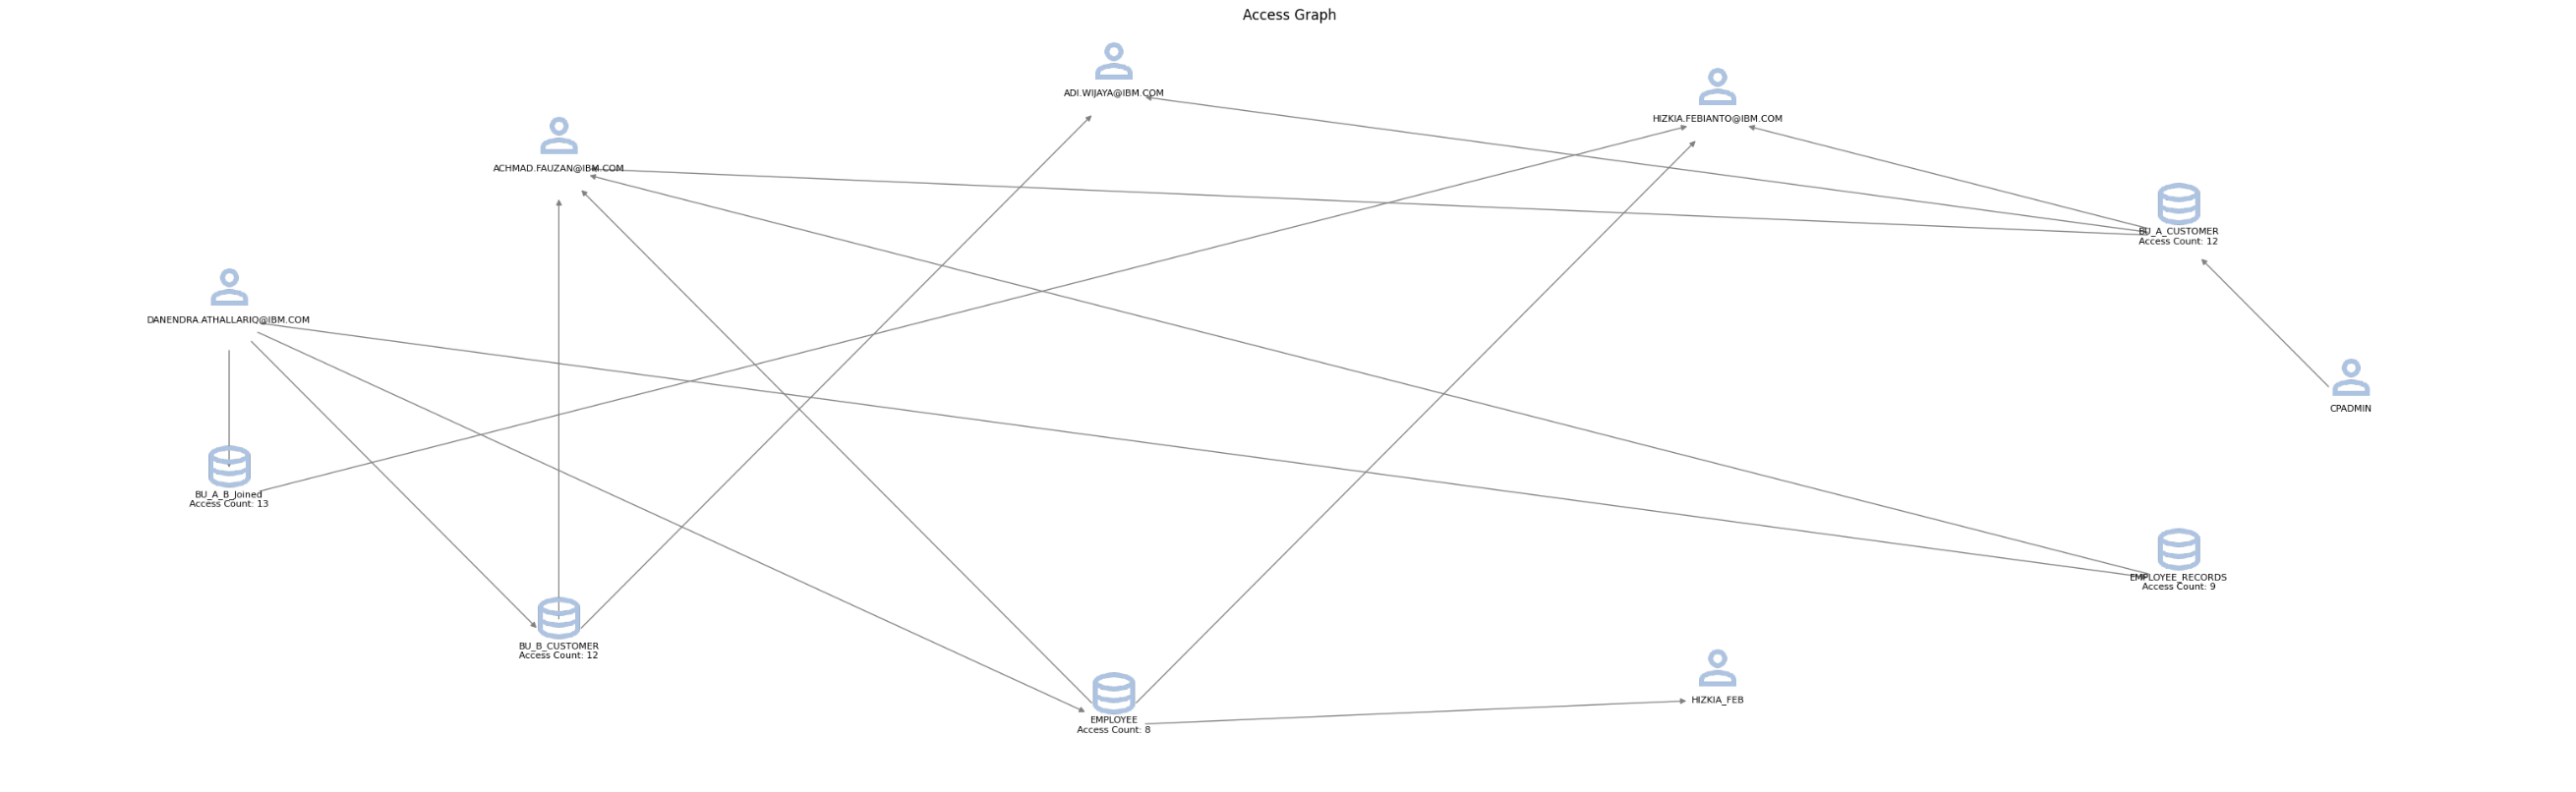 Access Graph
ADI.WIJAYA@IBM.COM
HIZKIA.FEBIANTO@IBM.COM
ACHMAD.FAUZAN@IBM.COM
BU_A_CUSTOMER
Access Count: 12
DANENDRA.ATHALLARIQ@IBM.COM
CPADMIN
BU_A_B_Joined
Access Count: 13
EMPLOYEE_RECORDS
Access Count: 9
BU_B_CUSTOMER
Access Count: 12
HIZKIA_FEB
EMPLOYEE
Access Count: 8